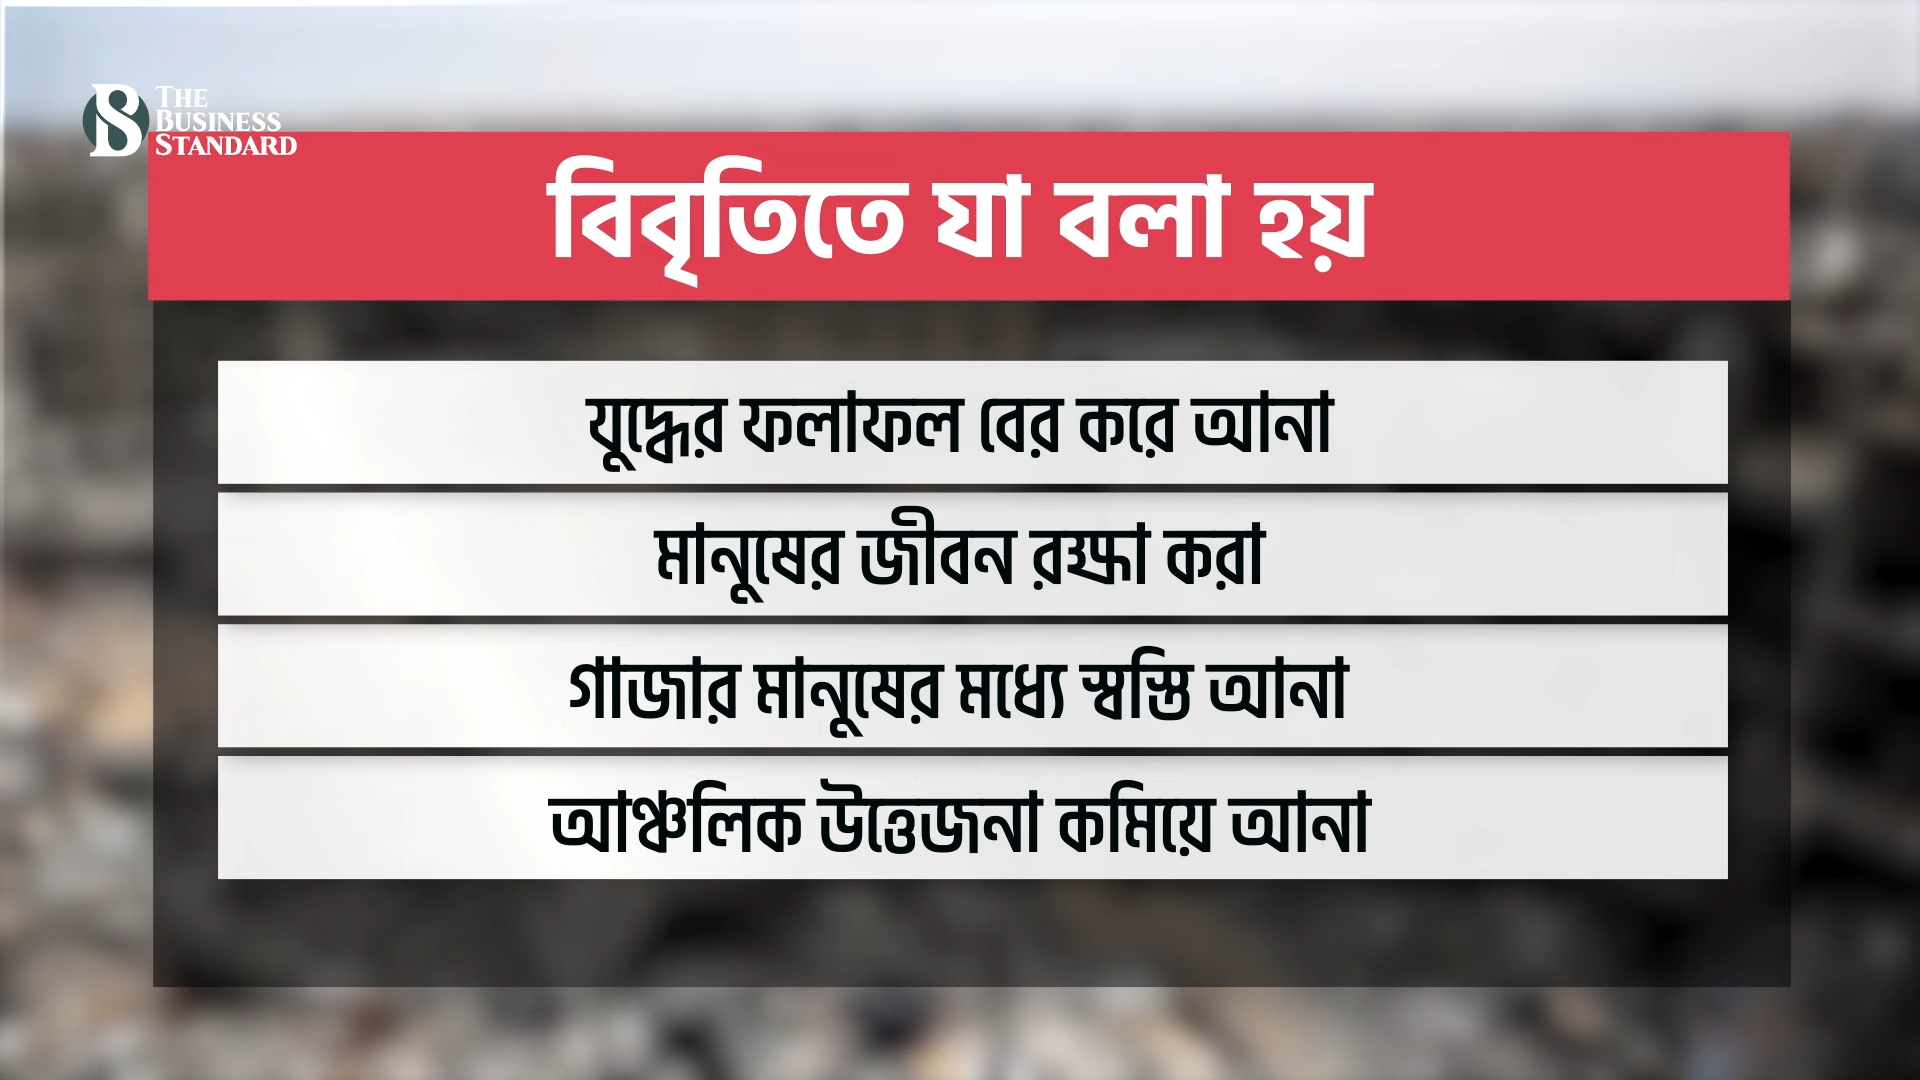 THE
BUSINESS
STANDARD
বিবৃতিতে যা বলা হয়
যুদ্ধের ফলাফল বের করে আনা
মানুষের জীবন রক্ষা করা
গাজার মানুষের মধ্যে স্বস্তি আনা
আঞ্চলিক উত্তেজনা কমিয়ে আনা